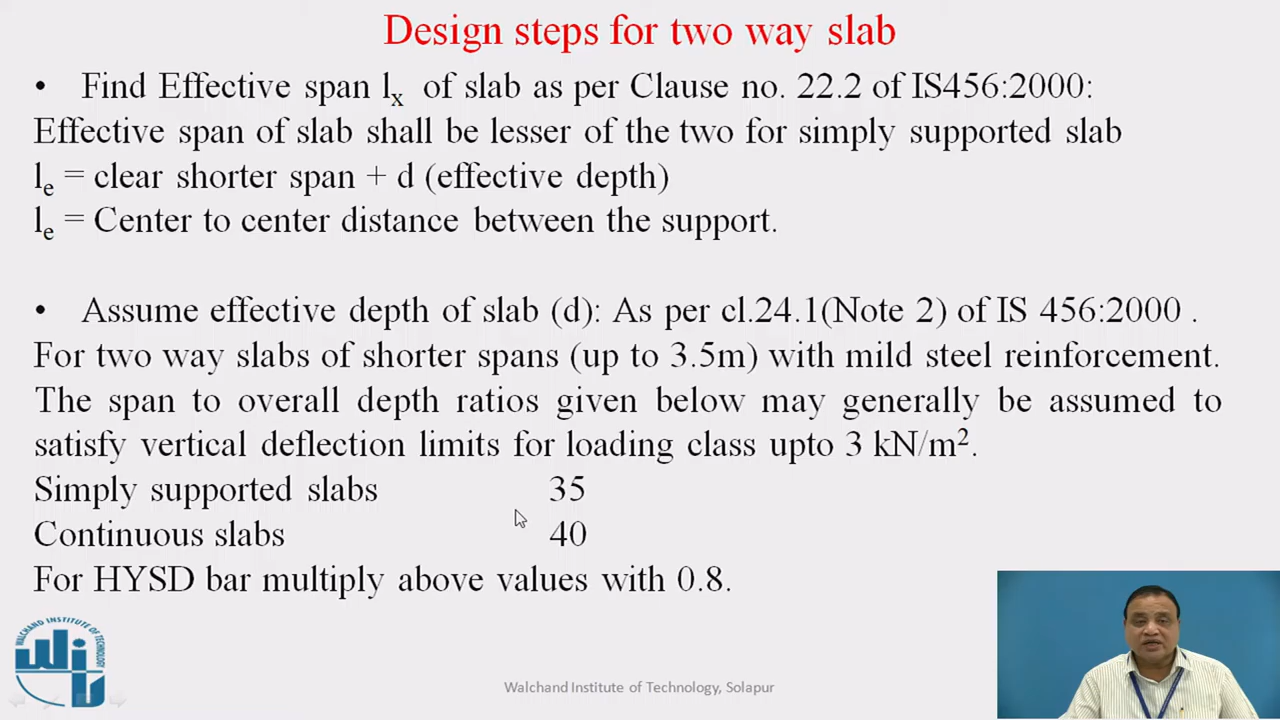 Design steps for two way slab
• Find Effective span lx of slab as per Clause no. 22.2 of IS456:2000:
Effective span of slab shall be lesser of the two for simply supported slab
le = clear shorter span + d (effective depth)
le = Center to center distance between the support.
• Assume effective depth of slab (d): As per cl.24.1(Note 2) of IS 456:2000 .
For two way slabs of shorter spans (up to 3.5m) with mild steel reinforcement.
The span to overall depth ratios given below may generally be assumed to
satisfy vertical deflection limits for loading class upto 3 kN/m2.
Simply supported slabs 35
Continuous slabs 40
For HYSD bar multiply above values with 0.8.
WALCHAND INSTITUTE OF TECHNOLOGY
WIT
Walchand Institute of Technology, Solapur